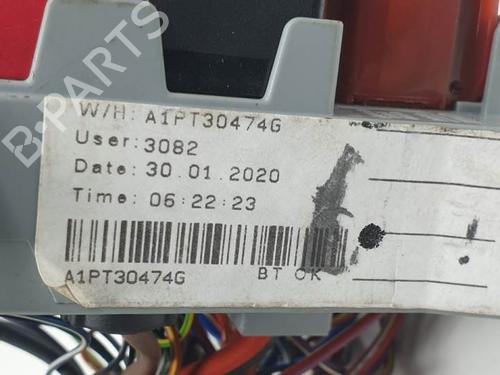 B-PARTS
W/H: A1PT30474G
User: 3082
Date: 30.01.2020
Time: 06:22:23
A1PT30474G BT OK